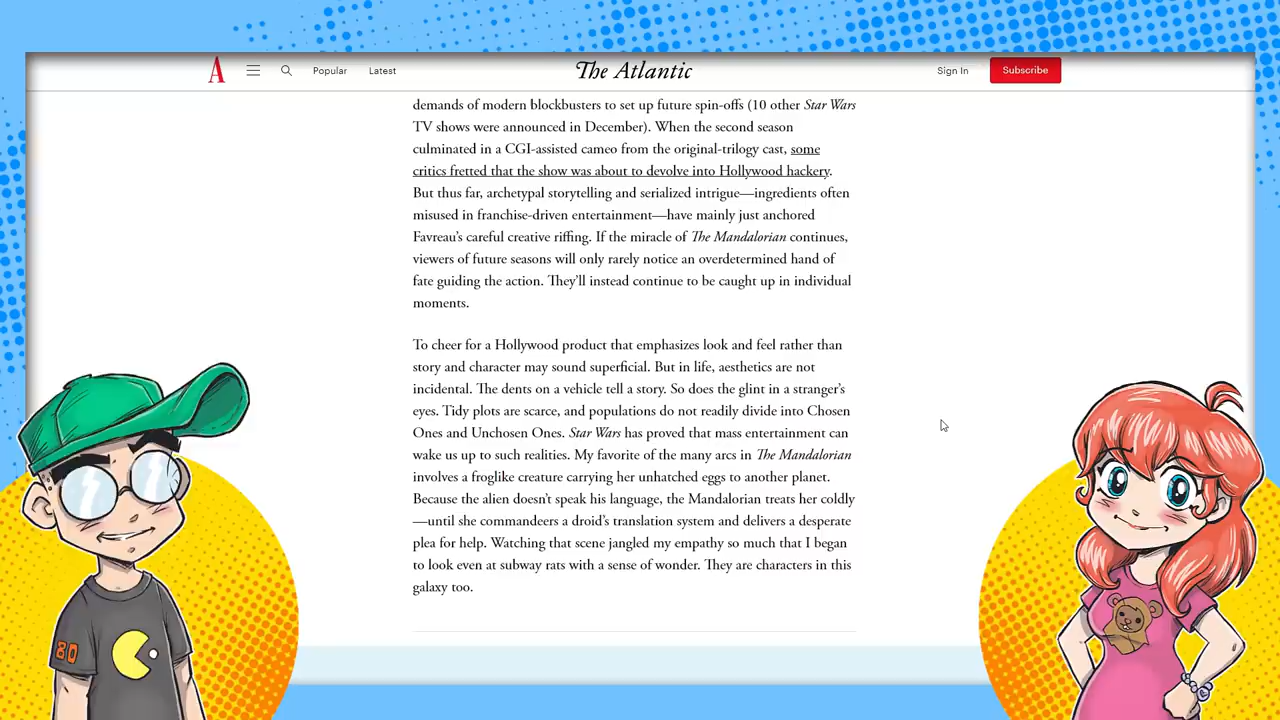 Popular
Latest
The Atlantic
Sign In
Subscribe
demands of modern blockbusters to set up future spin-offs (10 other Star Wars
TV shows were announced in December). When the second season
culminated in a CGI-assisted cameo from the original-trilogy cast, some
critics fretted that the show was about to devolve into Hollywood hackery.
But thus far, archetypal storytelling and serialized intrigue—ingredients often
misused in franchise-driven entertainment—have mainly just anchored
Favreau's careful creative riffing. If the miracle of The Mandalorian continues,
viewers of future seasons will only rarely notice an overdetermined hand of
fate guiding the action. They'll instead continue to be caught up in individual
moments.
To cheer for a Hollywood product that emphasizes look and feel rather than
story and character may sound superficial. But in life, aesthetics are not
incidental. The dents on a vehicle tell a story. So does the glint in a stranger's
eyes. Tidy plots are scarce, and populations do not readily divide into Chosen
Ones and Unchosen Ones. Star Wars has proved that mass entertainment can
wake us up to such realities. My favorite of the many arcs in The Mandalorian
involves a froglike creature carrying her unhatched eggs to another planet.
Because the alien doesn't speak his language, the Mandalorian treats her coldly
—until she commandeers a droid's translation system and delivers a desperate
plea for help. Watching that scene jangled my empathy so much that I began
to look even at subway rats with a sense of wonder. They are characters in this
galaxy too.
A
80